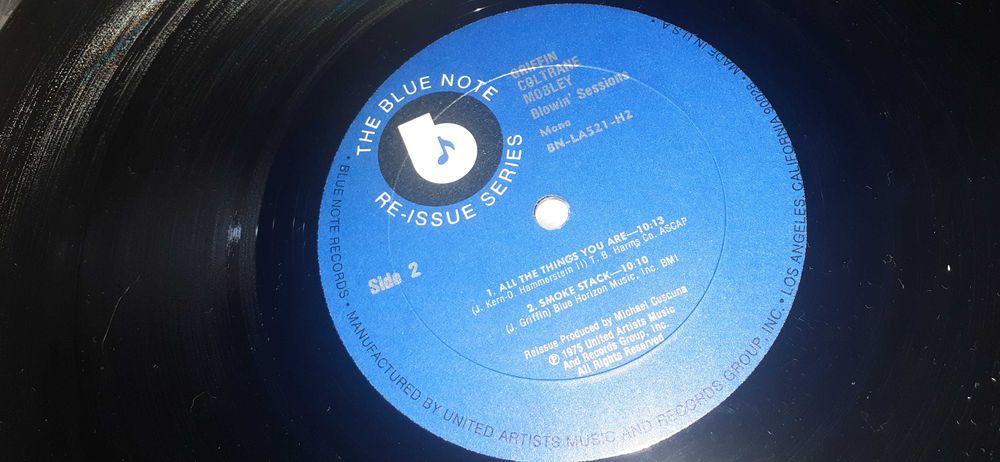 THE BLUE NOTE
RE-ISSUE SERIES
GRIFFIN
COLTRANE
MOBLEY
Blowin' Sessions
Mono
BN-LA521-H2
Side 2
1. ALL THE THINGS YOU ARE—10:13
(J. Kern-O. Hammerstein II) T. B. Harms Co. ASCAP
2. SMOKE STACK—10:10
(J. Griffin) Blue Horizon Music, Inc. BMI
Reissue Produced by Michael Cuscuna
℗ 1975 United Artists Music
And Records Group, Inc.
All Rights Reserved
• BLUE NOTE RECORDS • MANUFACTURED BY UNITED ARTISTS MUSIC AND RECORDS GROUP, INC. • LOS ANGELES, CALIFORNIA 90028 • MADE IN U.S.A.